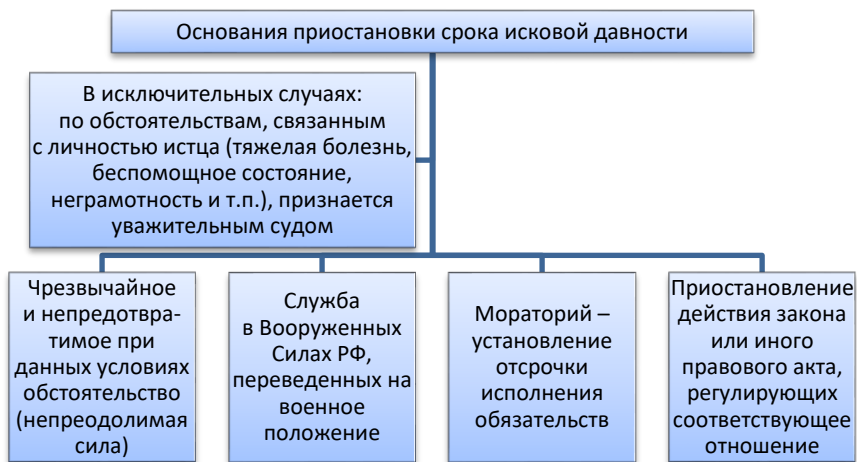 Основания приостановки срока исковой давности
В исключительных случаях:
по обстоятельствам, связанным
с личностью истца (тяжелая болезнь,
беспомощное состояние,
неграмотность и т.п.), признается
уважительным судом
Чрезвычайное
и непредотвра-
тимое при
данных условиях
обстоятельство
(непреодолимая
сила)
Служба
в Вооруженных
Силах РФ,
переведенных на
военное
положение
Мораторий –
установление
отсрочки
исполнения
обязательств
Приостановление
действия закона
или иного
правового акта,
регулирующих
соответствующее
отношение